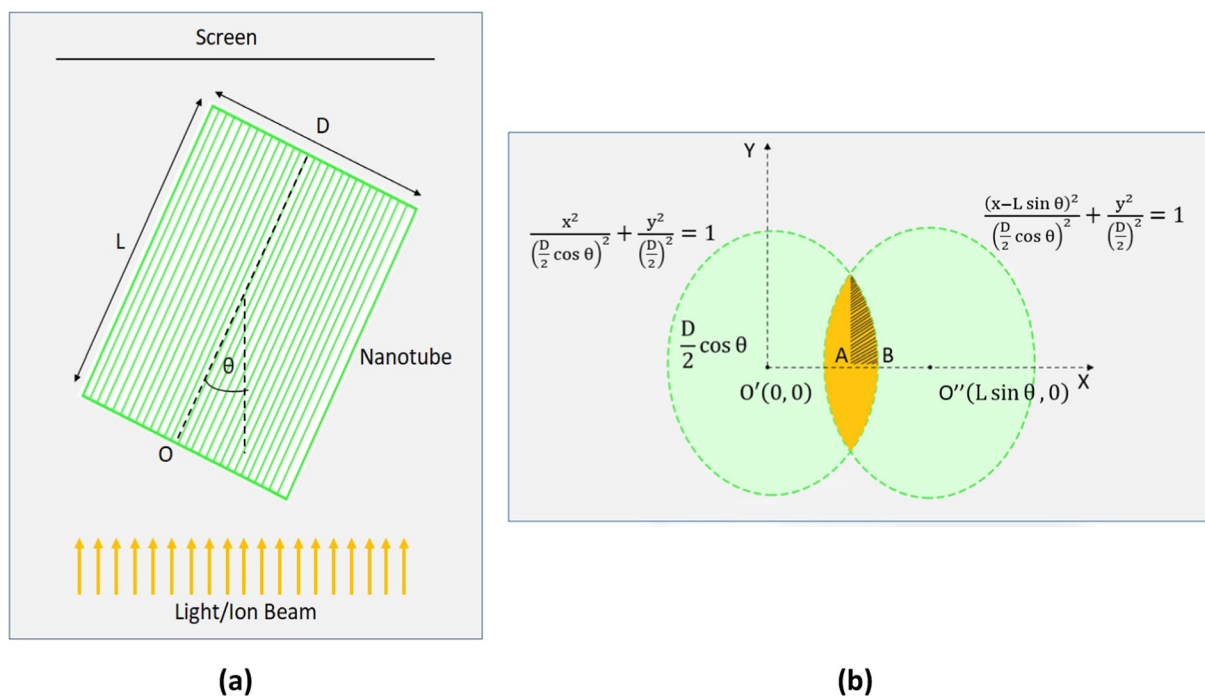 Screen
D
L
θ
Nanotube
O
Light/Ion Beam
(a)
Y
x²/(D/2 cos θ)² + y²/(D/2)² = 1
(x−L sin θ)²/(D/2 cos θ)² + y²/(D/2)² = 1
D/2 cos θ
A B
O'(0, 0)
O''(L sin θ , 0)
X
(b)